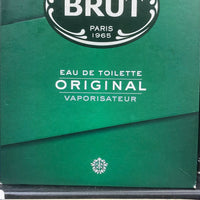 BRUT
PARIS
1965
EAU DE TOILETTE
ORIGINAL
VAPORISATEUR